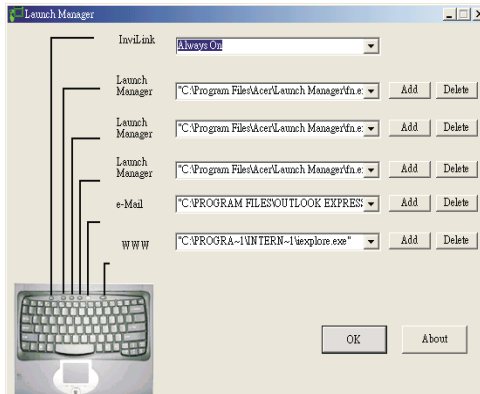 Launch Manager
InviLink
Always On
Launch
Manager
"C:\Program Files\Acer\Launch Manager\fn.e:
Add
Delete
Launch
Manager
"C:\Program Files\Acer\Launch Manager\fn.e:
Add
Delete
Launch
Manager
"C:\Program Files\Acer\Launch Manager\fn.e:
Add
Delete
e-Mail
"C:\PROGRAM FILES\OUTLOOK EXPRESS
Add
Delete
WWW
"C:\PROGRA~1\INTERN~1\iexplore.exe"
Add
Delete
OK
About